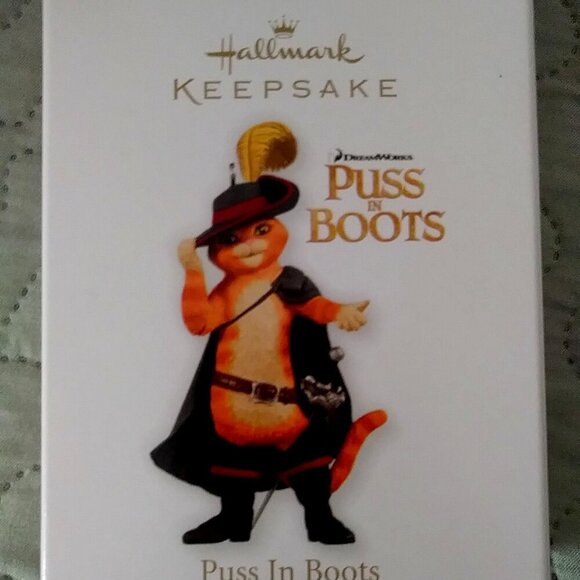 Hallmark
KEEPSAKE
DREAMWORKS
PUSS
IN
BOOTS
Puss In Boots